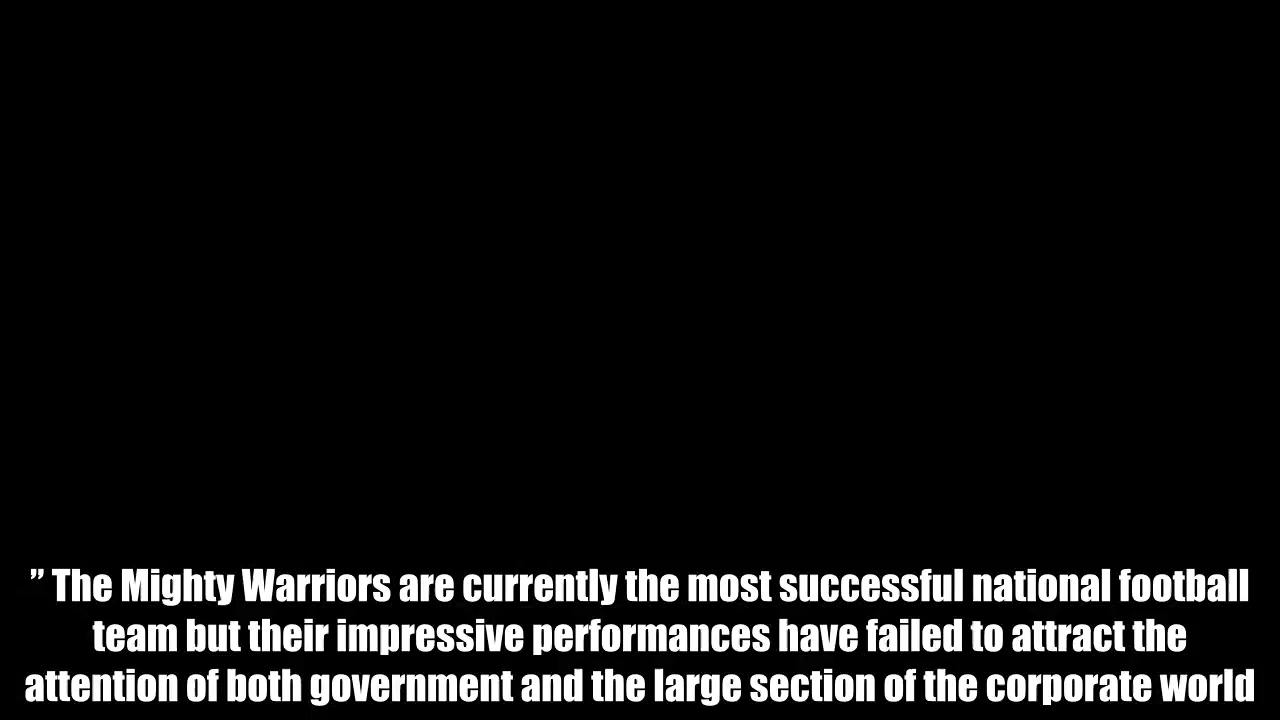 ” The Mighty Warriors are currently the most successful national football
team but their impressive performances have failed to attract the
attention of both government and the large section of the corporate world